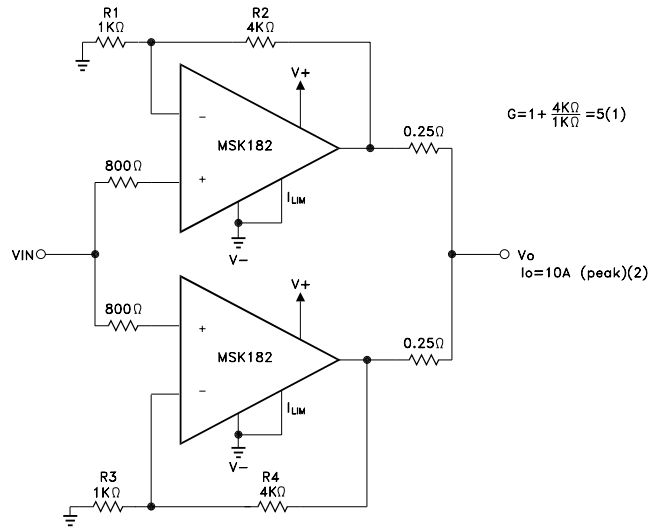 R1
1KΩ
R2
4KΩ
V+
−
MSK182
+
ILIM
V−
800Ω
0.25Ω
G=1+ 4KΩ/1KΩ =5(1)
VIN
Vo
Io=10A (peak)(2)
800Ω
V+
+
MSK182
−
ILIM
V−
0.25Ω
R3
1KΩ
R4
4KΩ